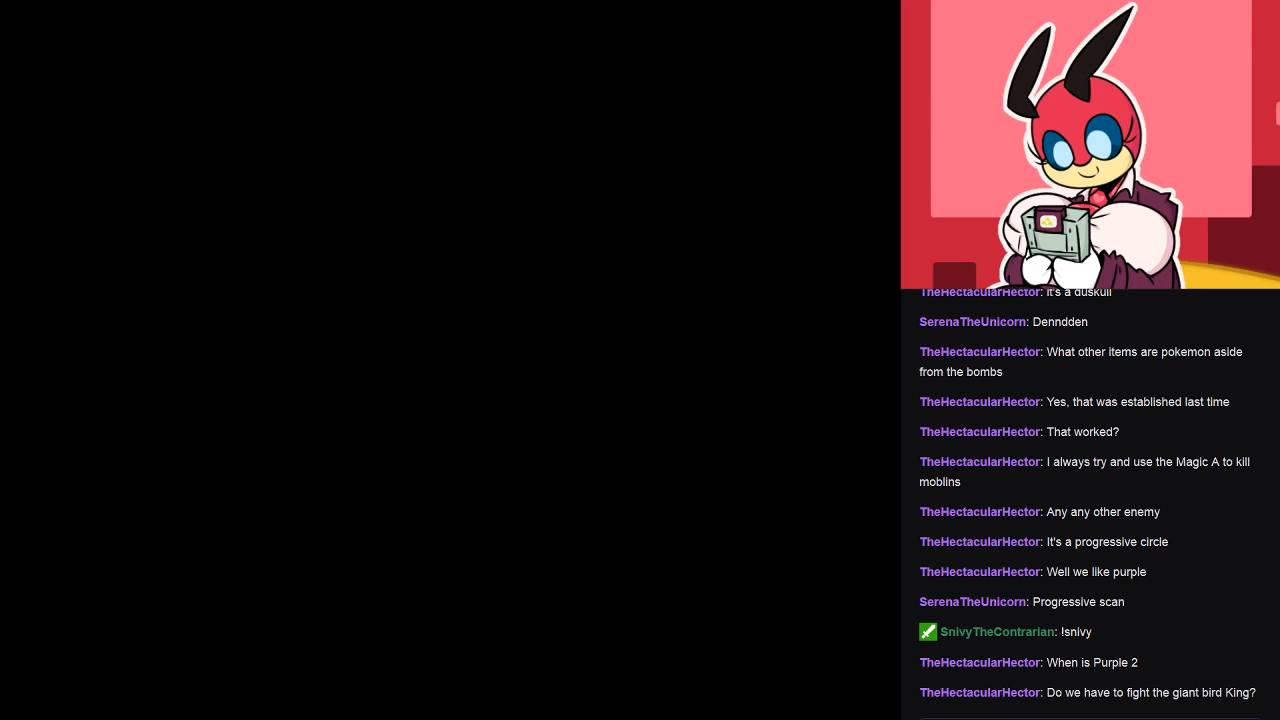 TheHectacularHector: it's a duskull
SerenaTheUnicorn: Denndden
TheHectacularHector: What other items are pokemon aside
from the bombs
TheHectacularHector: Yes, that was established last time
TheHectacularHector: That worked?
TheHectacularHector: I always try and use the Magic A to kill
moblins
TheHectacularHector: Any any other enemy
TheHectacularHector: It's a progressive circle
TheHectacularHector: Well we like purple
SerenaTheUnicorn: Progressive scan
SnivyTheContrarian: !snivy
TheHectacularHector: When is Purple 2
TheHectacularHector: Do we have to fight the giant bird King?